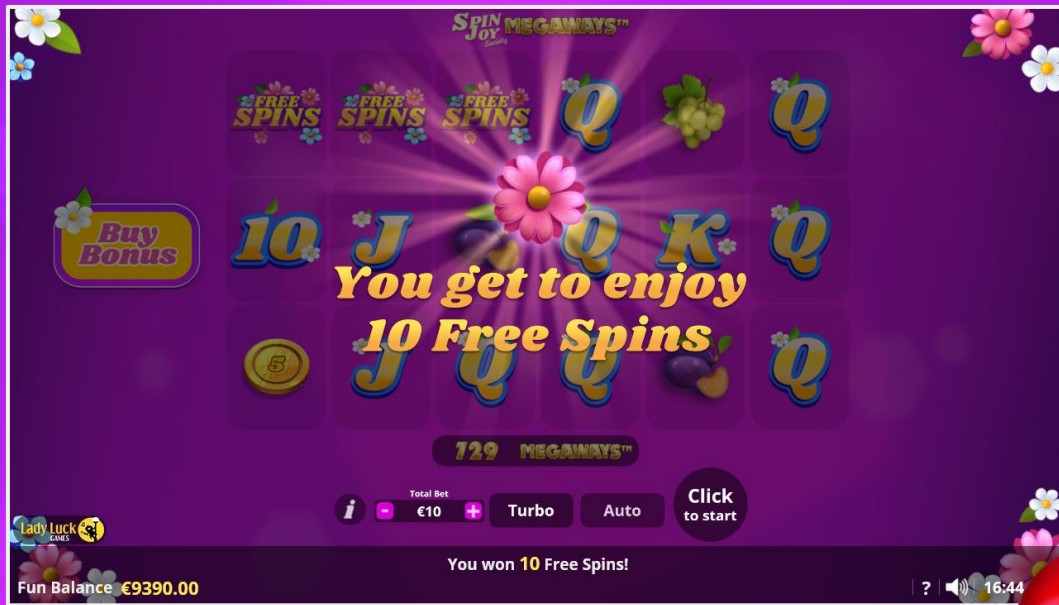 SPIN JOY Society MEGAWAYS™
FREE SPINS FREE SPINS FREE SPINS Q Q
Buy Bonus
10 J Q K Q
You get to enjoy
10 Free Spins
5 J Q Q Q
729 MEGAWAYS™
i
Total Bet
- €10 +
Turbo
Auto
Click
to start
Lady Luck
GAMES
You won 10 Free Spins!
Fun Balance €9390.00
? 16:44